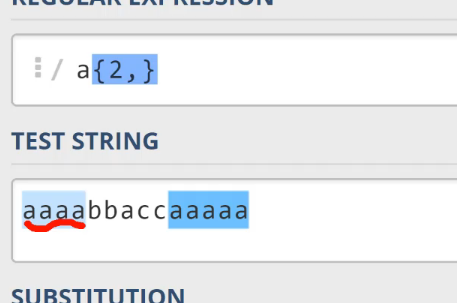 REGULAR EXPRESSION
/ a{2,}
TEST STRING
aaaabbaccaaaaa
SUBSTITUTION